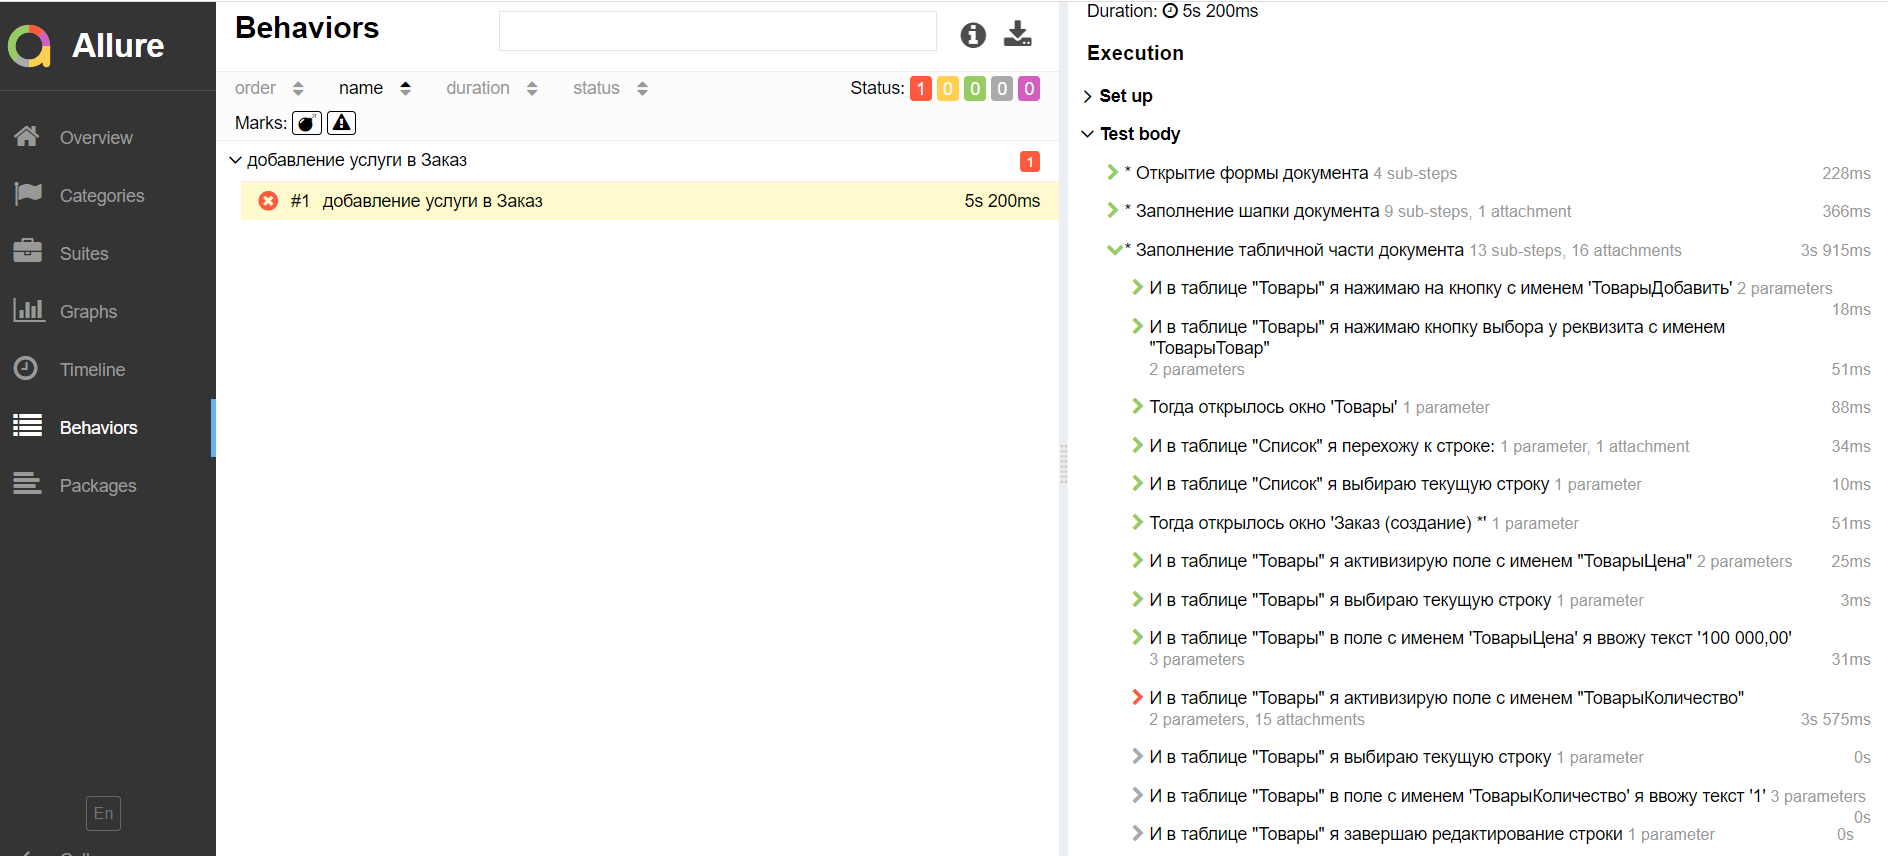 Allure
Overview
Categories
Suites
Graphs
Timeline
Behaviors
Packages
En
Behaviors
order name duration status Status: 1 0 0 0 0
Marks:
добавление услуги в Заказ 1
#1 добавление услуги в Заказ 5s 200ms
Duration: 5s 200ms
Execution
Set up
Test body
* Открытие формы документа 4 sub-steps 228ms
* Заполнение шапки документа 9 sub-steps, 1 attachment 366ms
* Заполнение табличной части документа 13 sub-steps, 16 attachments 3s 915ms
И в таблице "Товары" я нажимаю на кнопку с именем 'ТоварыДобавить' 2 parameters
18ms
И в таблице "Товары" я нажимаю кнопку выбора у реквизита с именем
"ТоварыТовар"
2 parameters 51ms
Тогда открылось окно 'Товары' 1 parameter 88ms
И в таблице "Список" я перехожу к строке: 1 parameter, 1 attachment 34ms
И в таблице "Список" я выбираю текущую строку 1 parameter 10ms
Тогда открылось окно 'Заказ (создание) *' 1 parameter 51ms
И в таблице "Товары" я активизирую поле с именем "ТоварыЦена" 2 parameters 25ms
И в таблице "Товары" я выбираю текущую строку 1 parameter 3ms
И в таблице "Товары" в поле с именем 'ТоварыЦена' я ввожу текст '100 000,00'
3 parameters 31ms
И в таблице "Товары" я активизирую поле с именем "ТоварыКоличество"
2 parameters, 15 attachments 3s 575ms
И в таблице "Товары" я выбираю текущую строку 1 parameter 0s
И в таблице "Товары" в поле с именем 'ТоварыКоличество' я ввожу текст '1' 3 parameters
0s
И в таблице "Товары" я завершаю редактирование строки 1 parameter 0s